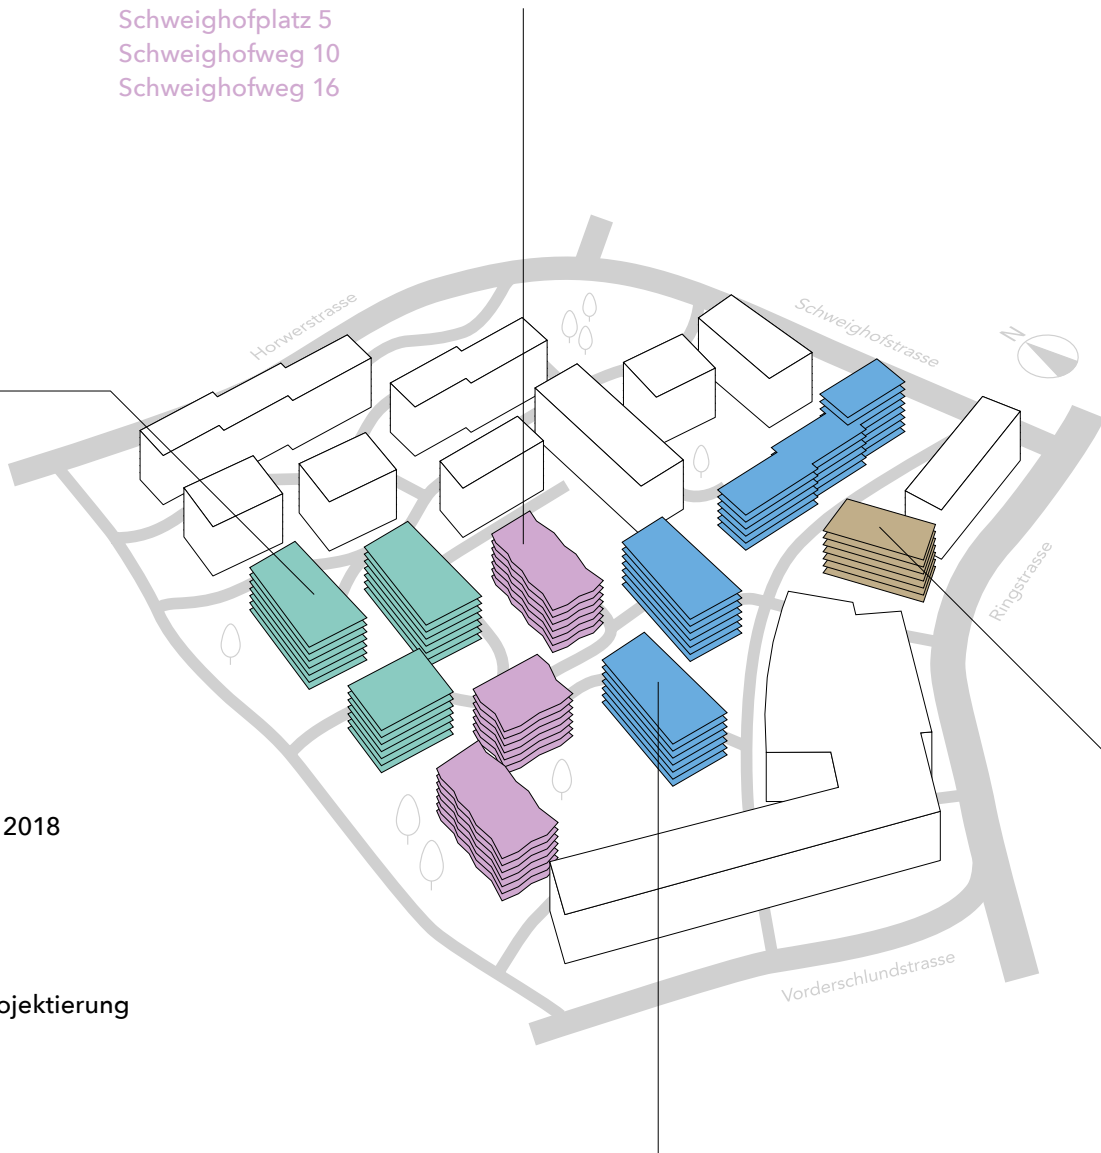 Schweighofplatz 5
Schweighofweg 10
Schweighofweg 16
Horwerstrasse
Schweighofstrasse
N
Ringstrasse
2018
ojektierung
Vorderschlundstrasse